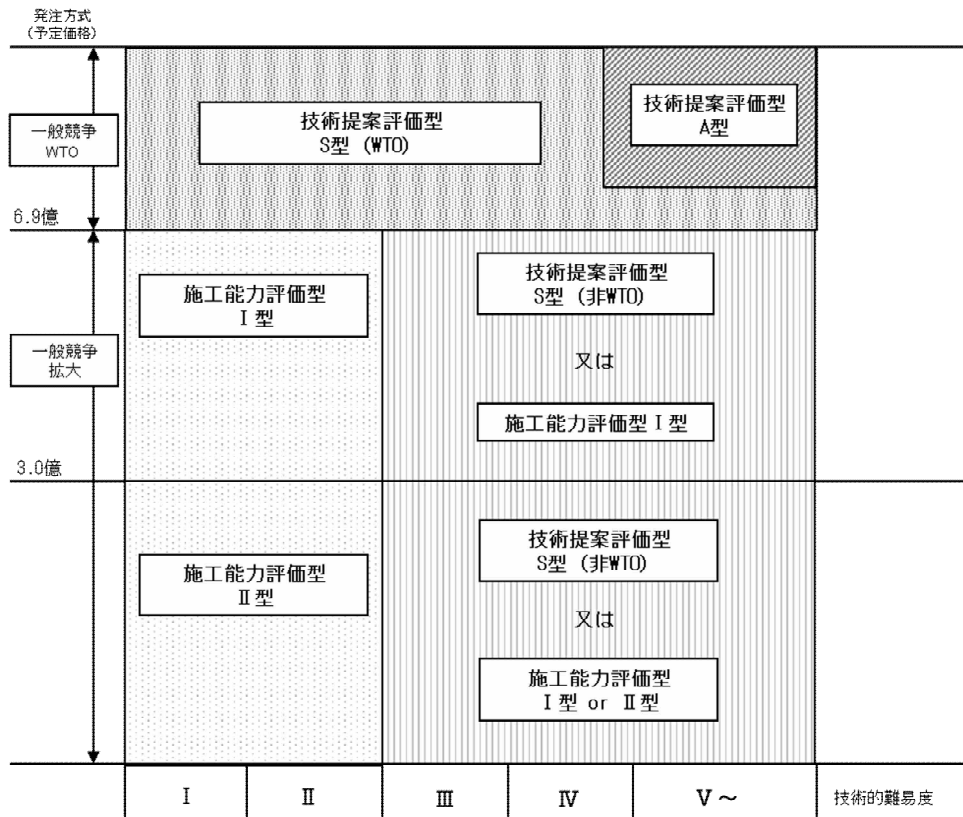 発注方式
(予定価格)
一般競争
WTO
技術提案評価型
S型 (WTO)
技術提案評価型
A型
6.9億
施工能力評価型
Ⅰ型
技術提案評価型
S型 (非WTO)
一般競争
拡大
又は
施工能力評価型Ⅰ型
3.0億
施工能力評価型
Ⅱ型
技術提案評価型
S型 (非WTO)
又は
施工能力評価型
Ⅰ型 or Ⅱ型
Ⅰ
Ⅱ
Ⅲ
Ⅳ
Ⅴ～
技術的難易度